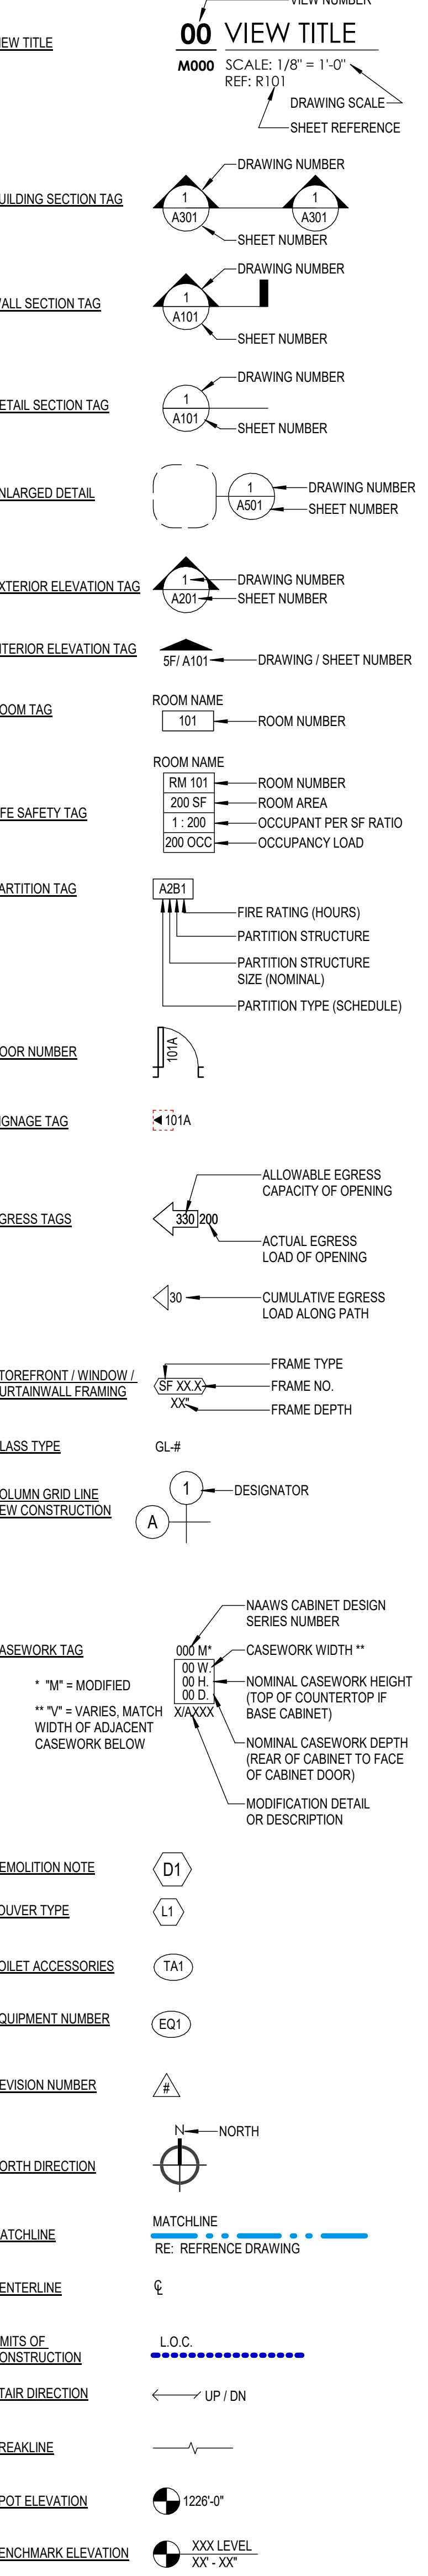 VIEW NUMBER
IEW TITLE
00 VIEW TITLE
M000 SCALE: 1/8" = 1'-0"
REF: R101
DRAWING SCALE
SHEET REFERENCE
DRAWING NUMBER
UILDING SECTION TAG
1
A301
1
A301
SHEET NUMBER
DRAWING NUMBER
ALL SECTION TAG
1
A101
SHEET NUMBER
DRAWING NUMBER
ETAIL SECTION TAG
1
A101
SHEET NUMBER
NLARGED DETAIL
1
A501
DRAWING NUMBER
SHEET NUMBER
XTERIOR ELEVATION TAG
1
A201
DRAWING NUMBER
SHEET NUMBER
NTERIOR ELEVATION TAG
5F/ A101
DRAWING / SHEET NUMBER
ROOM NAME
OOM TAG
101
ROOM NUMBER
ROOM NAME
RM 101
ROOM NUMBER
200 SF
ROOM AREA
IFE SAFETY TAG
1 : 200
OCCUPANT PER SF RATIO
200 OCC
OCCUPANCY LOAD
ARTITION TAG
A2B1
FIRE RATING (HOURS)
PARTITION STRUCTURE
PARTITION STRUCTURE
SIZE (NOMINAL)
PARTITION TYPE (SCHEDULE)
OOR NUMBER
101A
IGNAGE TAG
101A
ALLOWABLE EGRESS
CAPACITY OF OPENING
GRESS TAGS
330 200
ACTUAL EGRESS
LOAD OF OPENING
30
CUMULATIVE EGRESS
LOAD ALONG PATH
TOREFRONT / WINDOW /
URTAINWALL FRAMING
FRAME TYPE
SF XX.X
FRAME NO.
XX"
FRAME DEPTH
LASS TYPE
GL-#
OLUMN GRID LINE
EW CONSTRUCTION
1
A
DESIGNATOR
NAAWS CABINET DESIGN
SERIES NUMBER
ASEWORK TAG
000 M*
CASEWORK WIDTH **
* "M" = MODIFIED
** "V" = VARIES, MATCH
WIDTH OF ADJACENT
CASEWORK BELOW
00 W.
00 H.
00 D.
X/AXXX
NOMINAL CASEWORK HEIGHT
(TOP OF COUNTERTOP IF
BASE CABINET)
NOMINAL CASEWORK DEPTH
(REAR OF CABINET TO FACE
OF CABINET DOOR)
MODIFICATION DETAIL
OR DESCRIPTION
EMOLITION NOTE
D1
OUVER TYPE
L1
OILET ACCESSORIES
TA1
QUIPMENT NUMBER
EQ1
EVISION NUMBER
#
N
NORTH
ORTH DIRECTION
MATCHLINE
ATCHLINE
RE: REFRENCE DRAWING
ENTERLINE
℄
IMITS OF
ONSTRUCTION
L.O.C.
TAIR DIRECTION
UP / DN
REAKLINE
POT ELEVATION
1226'-0"
ENCHMARK ELEVATION
XXX LEVEL
XX' - XX"